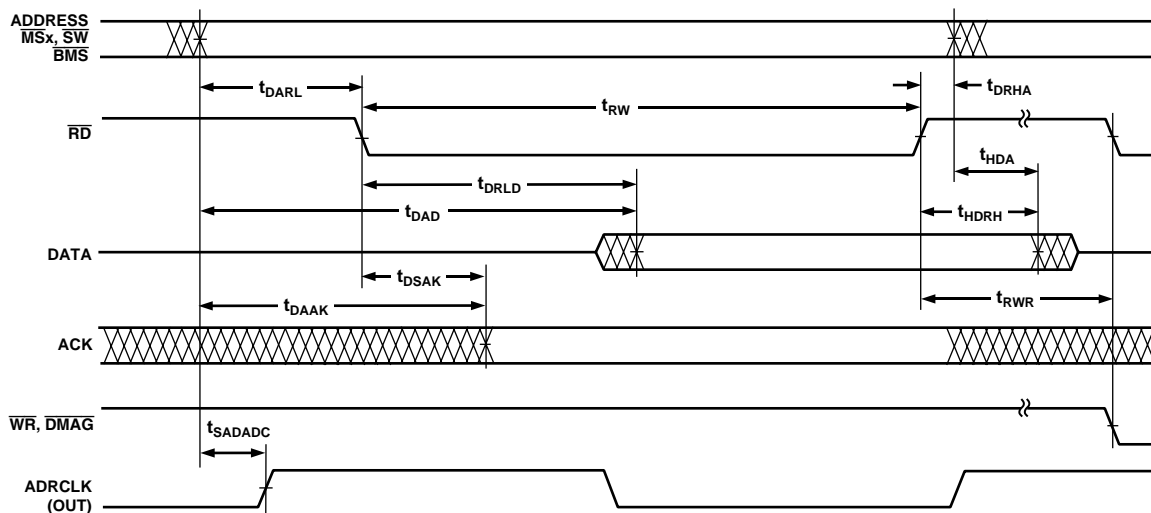 ADDRESS
MSx, SW
BMS
tDARL
tRW
tDRHA
RD
tHDA
tDRLD
tDAD
tHDRH
DATA
tDSAK
tDAAK
tRWR
ACK
WR, DMAG
tSADADC
ADRCLK
(OUT)